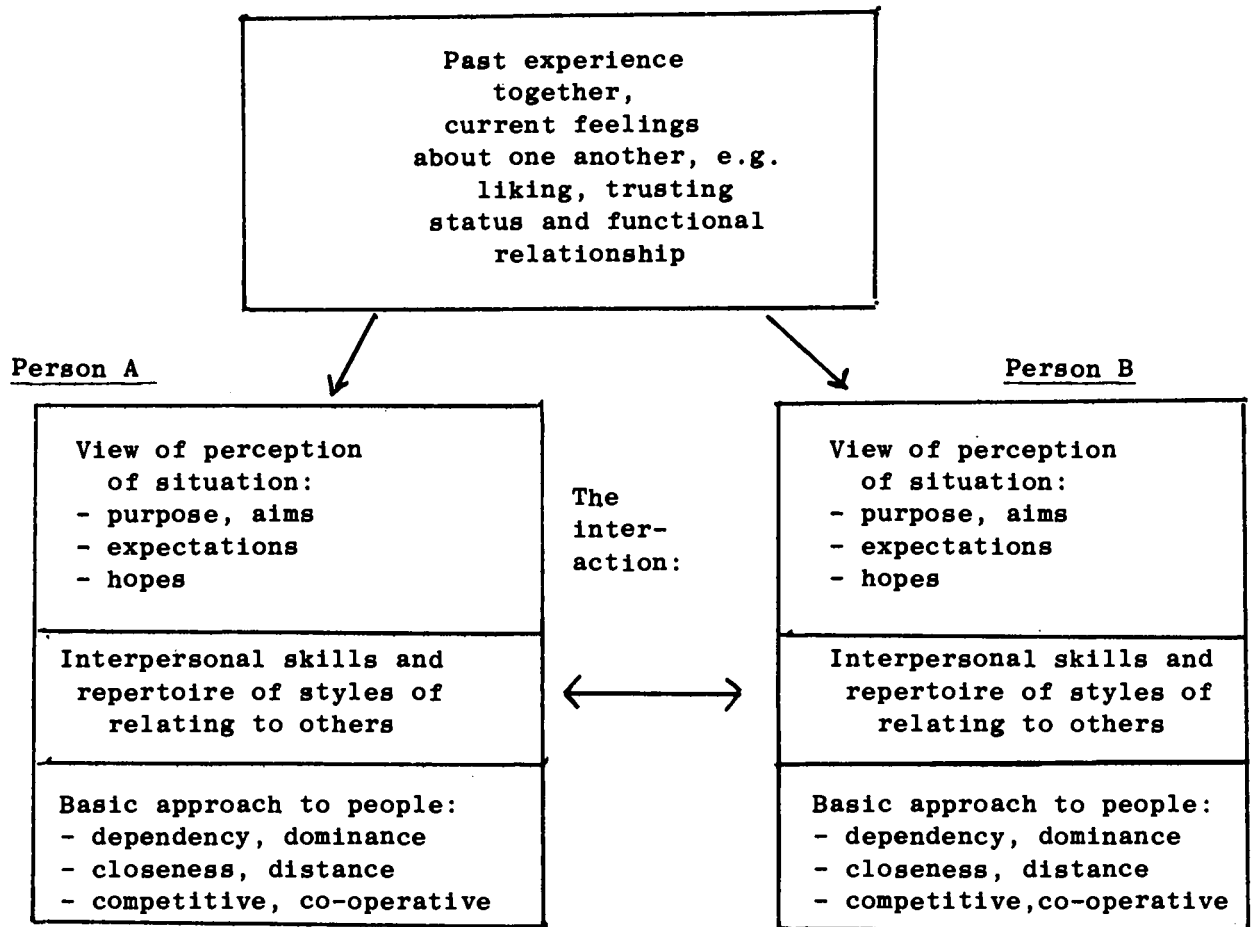 Past experience
together,
current feelings
about one another, e.g.
liking, trusting
status and functional
relationship
Person A
Person B
View of perception
of situation:
- purpose, aims
- expectations
- hopes
The
inter-
action:
View of perception
of situation:
- purpose, aims
- expectations
- hopes
Interpersonal skills and
repertoire of styles of
relating to others
Interpersonal skills and
repertoire of styles of
relating to others
Basic approach to people:
- dependency, dominance
- closeness, distance
- competitive, co-operative
Basic approach to people:
- dependency, dominance
- closeness, distance
- competitive,co-operative